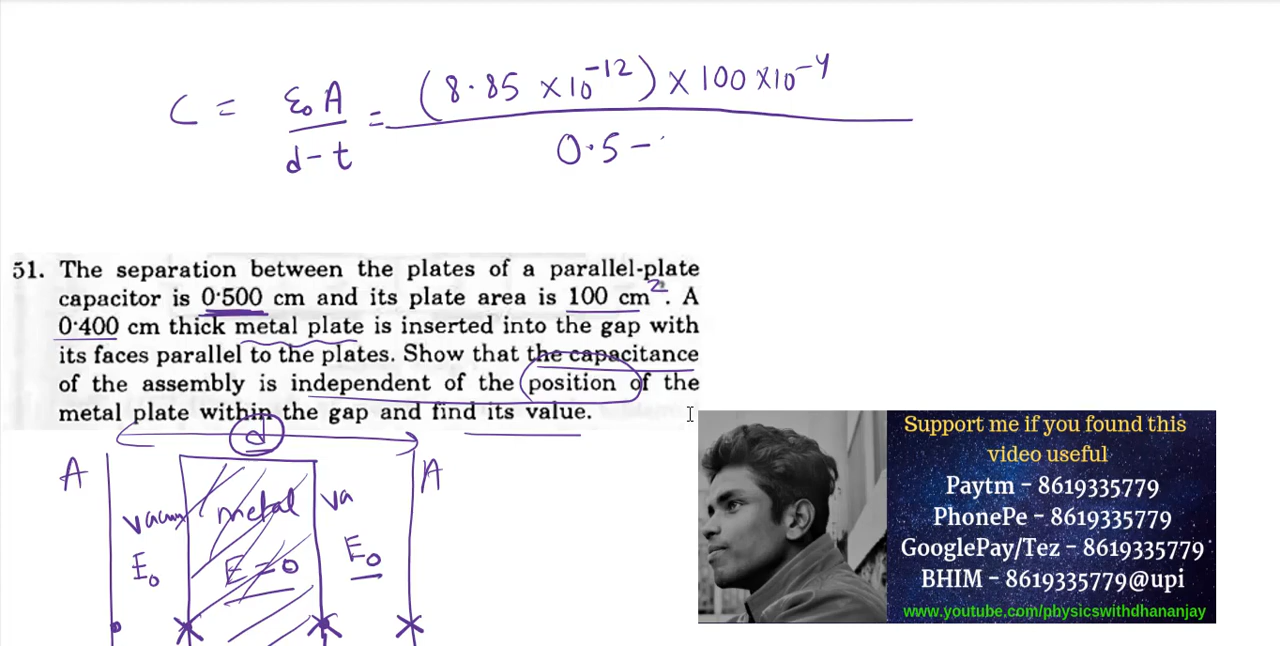 C = ε₀A / d-t = (8.85 ×10⁻¹²) × 100 ×10⁻⁴ / 0.5 -
51. The separation between the plates of a parallel-plate
capacitor is 0·500 cm and its plate area is 100 cm². A
0·400 cm thick metal plate is inserted into the gap with
its faces parallel to the plates. Show that the capacitance
of the assembly is independent of the position of the
metal plate within the gap and find its value.
d
A A
vacuum metal va
E₀ E=0 E₀
Support me if you found this
video useful
Paytm - 8619335779
PhonePe - 8619335779
GooglePay/Tez - 8619335779
BHIM - 8619335779@upi
www.youtube.com/physicswithdhananjay